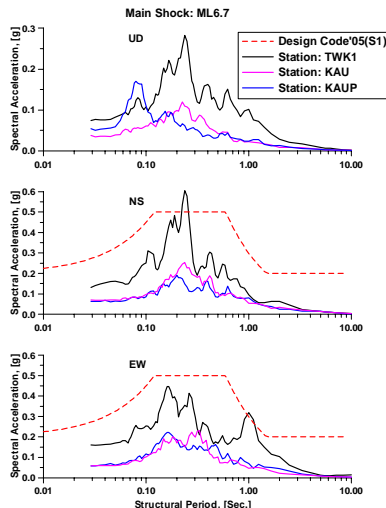 Main Shock: ML6.7
UD
Design Code'05(S1)
Station: TWK1
Station: KAU
Station: KAUP
Spectral Acceleration, [g]
0.3
0.2
0.1
0.0
0.01 0.10 1.00 10.00
NS
Spectral Acceleration, [g]
0.6
0.5
0.4
0.3
0.2
0.1
0.0
0.01 0.10 1.00 10.00
EW
Spectral Acceleration, [g]
0.6
0.5
0.4
0.3
0.2
0.1
0.0
0.01 0.10 1.00 10.00
Structural Period, [Sec.]